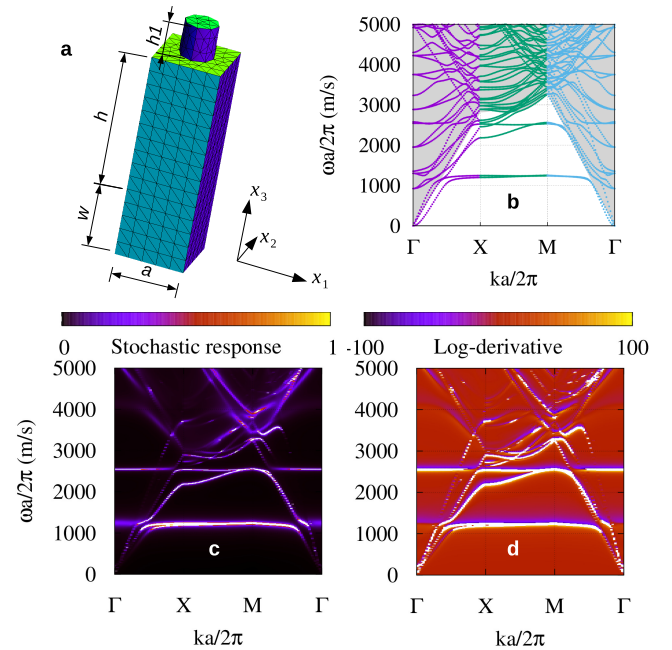 a
h1
h
w
a
x3
x2
x1
ωa/2π (m/s)
5000
4000
3000
2000
1000
0
b
Γ X M Γ
ka/2π
0 Stochastic response 1
-100 Log-derivative 100
ωa/2π (m/s)
5000
4000
3000
2000
1000
0
c
Γ X M Γ
ka/2π
5000
4000
3000
2000
1000
0
d
Γ X M Γ
ka/2π